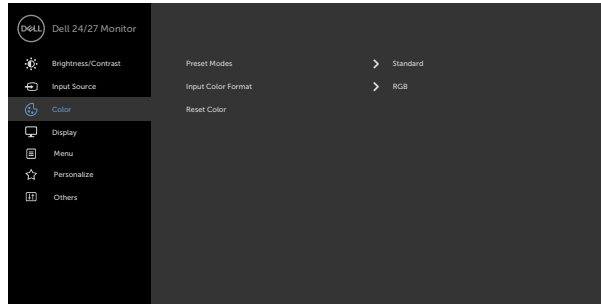 DELL
Dell 24/27 Monitor
Brightness/Contrast
Preset Modes
Standard
Input Source
Input Color Format
RGB
Color
Reset Color
Display
Menu
Personalize
Others